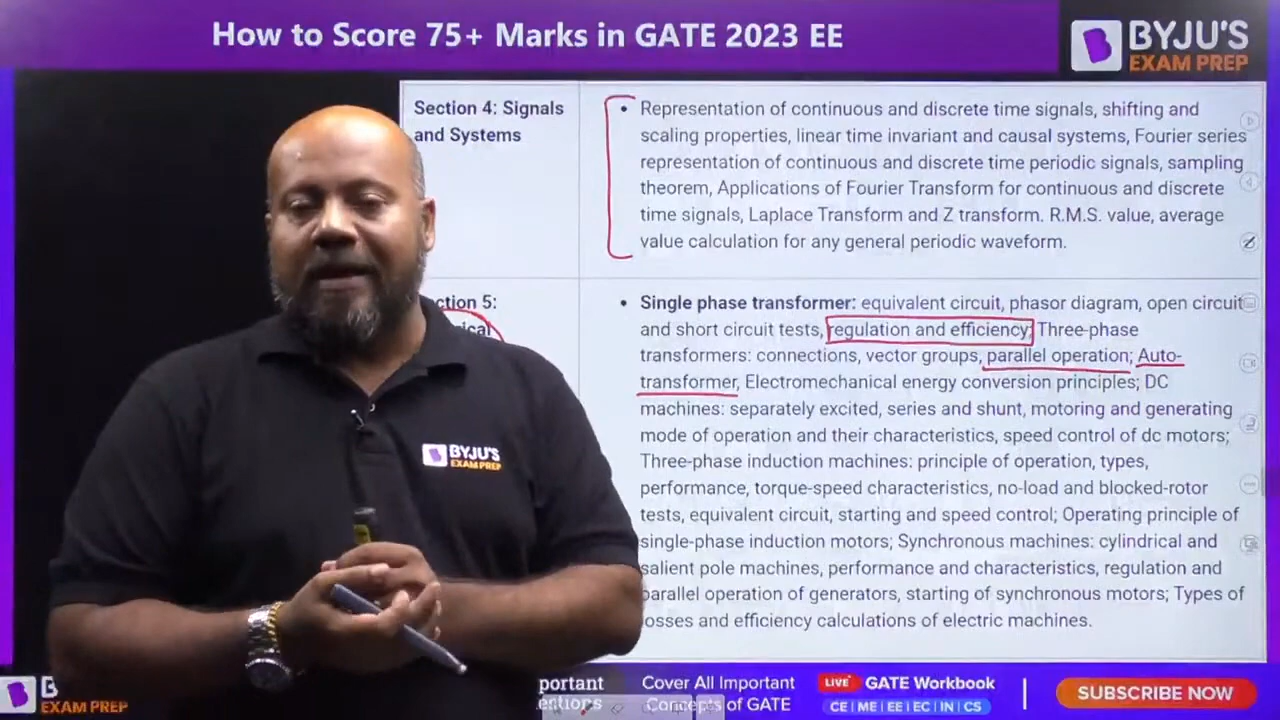 How to Score 75+ Marks in GATE 2023 EE
BYJU'S
EXAM PREP
Section 4: Signals
and Systems
• Representation of continuous and discrete time signals, shifting and
scaling properties, linear time invariant and causal systems, Fourier series
representation of continuous and discrete time periodic signals, sampling
theorem, Applications of Fourier Transform for continuous and discrete
time signals, Laplace Transform and Z transform. R.M.S. value, average
value calculation for any general periodic waveform.
ction 5:
ical
• Single phase transformer: equivalent circuit, phasor diagram, open circuit
and short circuit tests, regulation and efficiency; Three-phase
transformers: connections, vector groups, parallel operation; Auto-
transformer, Electromechanical energy conversion principles; DC
machines: separately excited, series and shunt, motoring and generating
mode of operation and their characteristics, speed control of dc motors;
Three-phase induction machines: principle of operation, types,
performance, torque-speed characteristics, no-load and blocked-rotor
tests, equivalent circuit, starting and speed control; Operating principle of
single-phase induction motors; Synchronous machines: cylindrical and
salient pole machines, performance and characteristics, regulation and
parallel operation of generators, starting of synchronous motors; Types of
losses and efficiency calculations of electric machines.
BYJU'S
EXAM PREP
B
EXAM PREP
portant
estions
Cover All Important
Concepts of GATE
LIVE GATE Workbook
CE | ME | EE | EC | IN | CS
SUBSCRIBE NOW